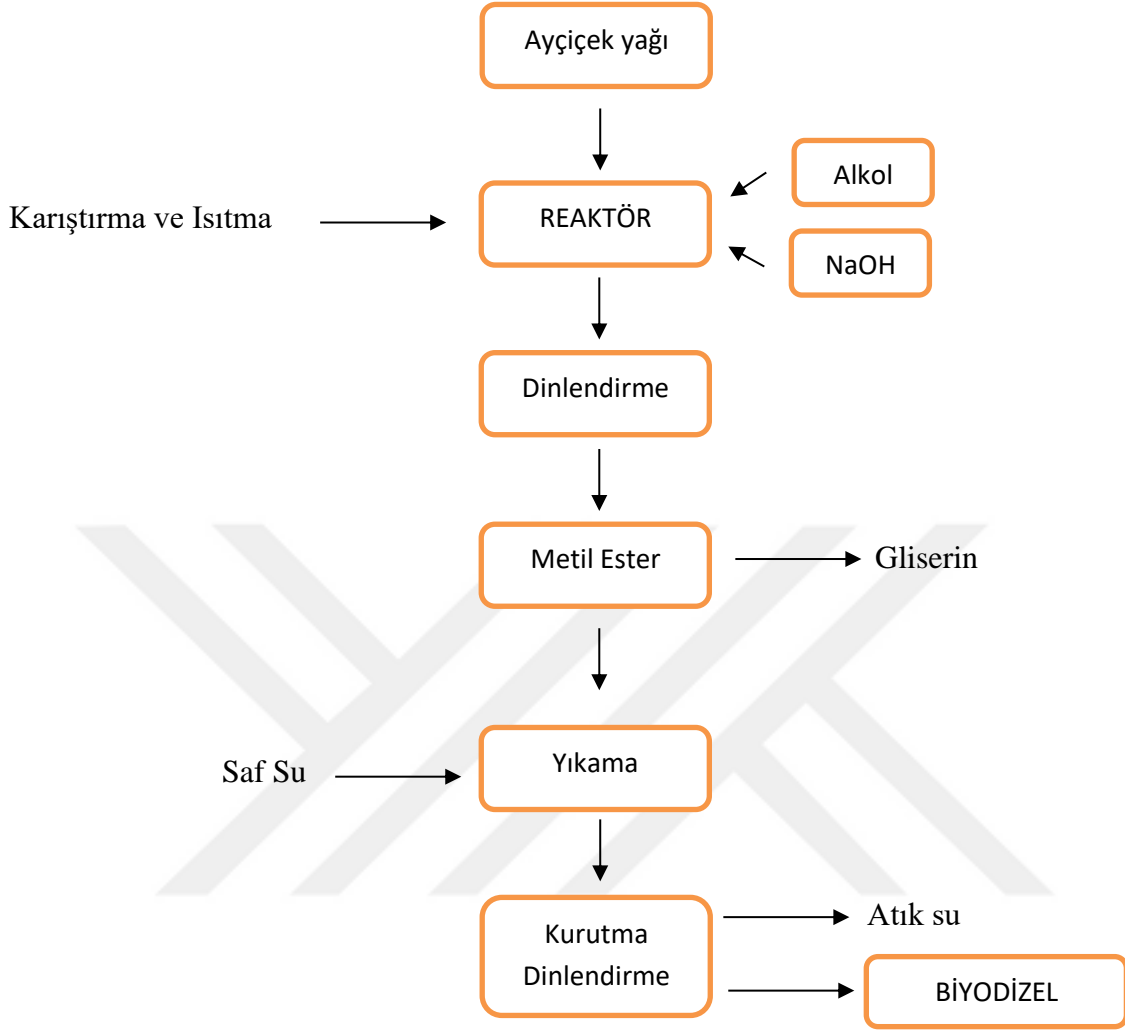 Ayçiçek yağı
Alkol
Karıştırma ve Isıtma
REAKTÖR
NaOH
Dinlendirme
Metil Ester
Gliserin
Saf Su
Yıkama
Kurutma
Dinlendirme
Atık su
BİYODİZEL